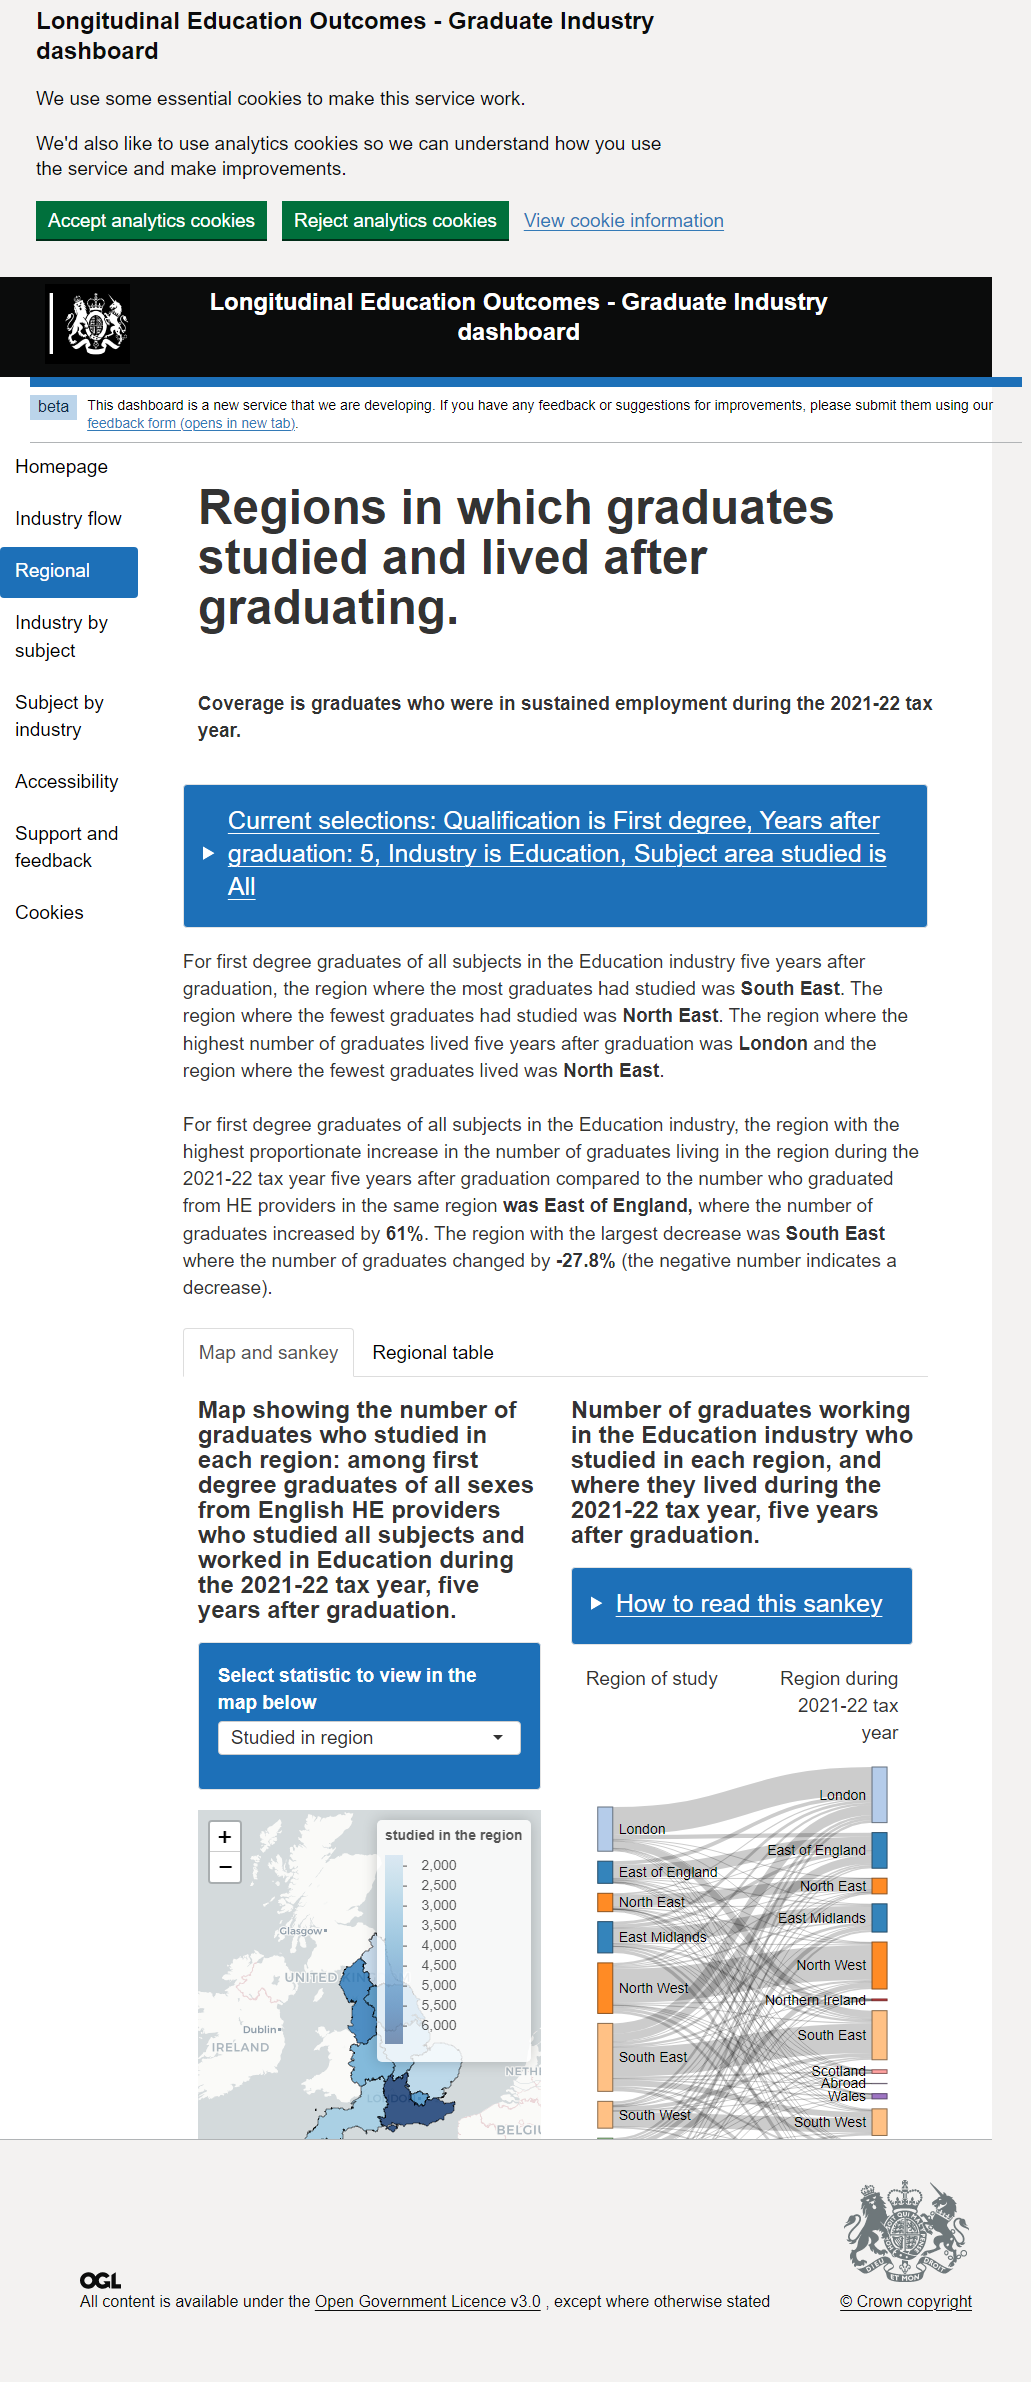 Longitudinal Education Outcomes - Graduate Industry
dashboard
We use some essential cookies to make this service work.
We'd also like to use analytics cookies so we can understand how you use
the service and make improvements.
Accept analytics cookies Reject analytics cookies View cookie information
Longitudinal Education Outcomes - Graduate Industry
dashboard
beta This dashboard is a new service that we are developing. If you have any feedback or suggestions for improvements, please submit them using our
feedback form (opens in new tab).
Homepage
Industry flow
Regional
Industry by
subject
Subject by
industry
Accessibility
Support and
feedback
Cookies
Regions in which graduates
studied and lived after
graduating.
Coverage is graduates who were in sustained employment during the 2021-22 tax
year.
Current selections: Qualification is First degree, Years after
graduation: 5, Industry is Education, Subject area studied is
All
For first degree graduates of all subjects in the Education industry five years after
graduation, the region where the most graduates had studied was South East. The
region where the fewest graduates had studied was North East. The region where the
highest number of graduates lived five years after graduation was London and the
region where the fewest graduates lived was North East.
For first degree graduates of all subjects in the Education industry, the region with the
highest proportionate increase in the number of graduates living in the region during the
2021-22 tax year five years after graduation compared to the number who graduated
from HE providers in the same region was East of England, where the number of
graduates increased by 61%. The region with the largest decrease was South East
where the number of graduates changed by -27.8% (the negative number indicates a
decrease).
Map and sankey Regional table
Map showing the number of
graduates who studied in
each region: among first
degree graduates of all sexes
from English HE providers
who studied all subjects and
worked in Education during
the 2021-22 tax year, five
years after graduation.
Select statistic to view in the
map below
Studied in region
+
−
studied in the region
2,000
2,500
3,000
3,500
4,000
4,500
5,000
5,500
6,000
Glasgow
UNITED KIN
Dublin
IRELAND
NETH
LONDON
BELGIU
Number of graduates working
in the Education industry who
studied in each region, and
where they lived during the
2021-22 tax year, five years
after graduation.
How to read this sankey
Region of study
Region during
2021-22 tax
year
London
East of England
North East
East Midlands
North West
South East
South West
London
East of England
North East
East Midlands
North West
Northern Ireland
South East
Scotland
Abroad
Wales
South West
OGL
All content is available under the Open Government Licence v3.0 , except where otherwise stated
© Crown copyright